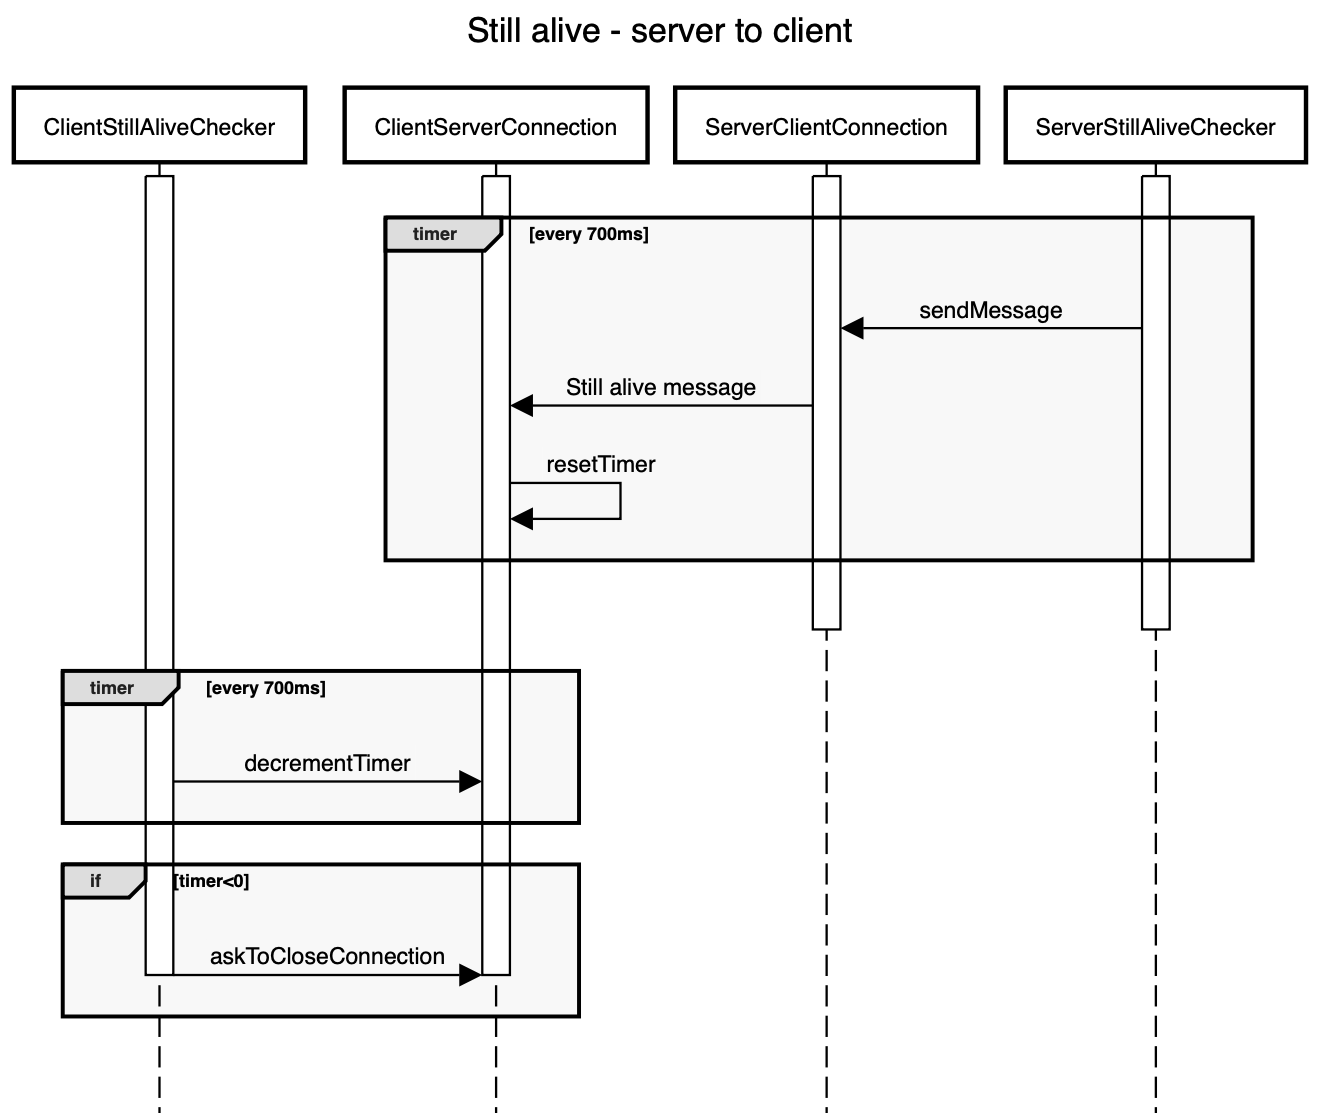 Still alive - server to client
ClientStillAliveChecker
ClientServerConnection
ServerClientConnection
ServerStillAliveChecker
timer
[every 700ms]
sendMessage
Still alive message
resetTimer
timer
[every 700ms]
decrementTimer
if
[timer<0]
askToCloseConnection